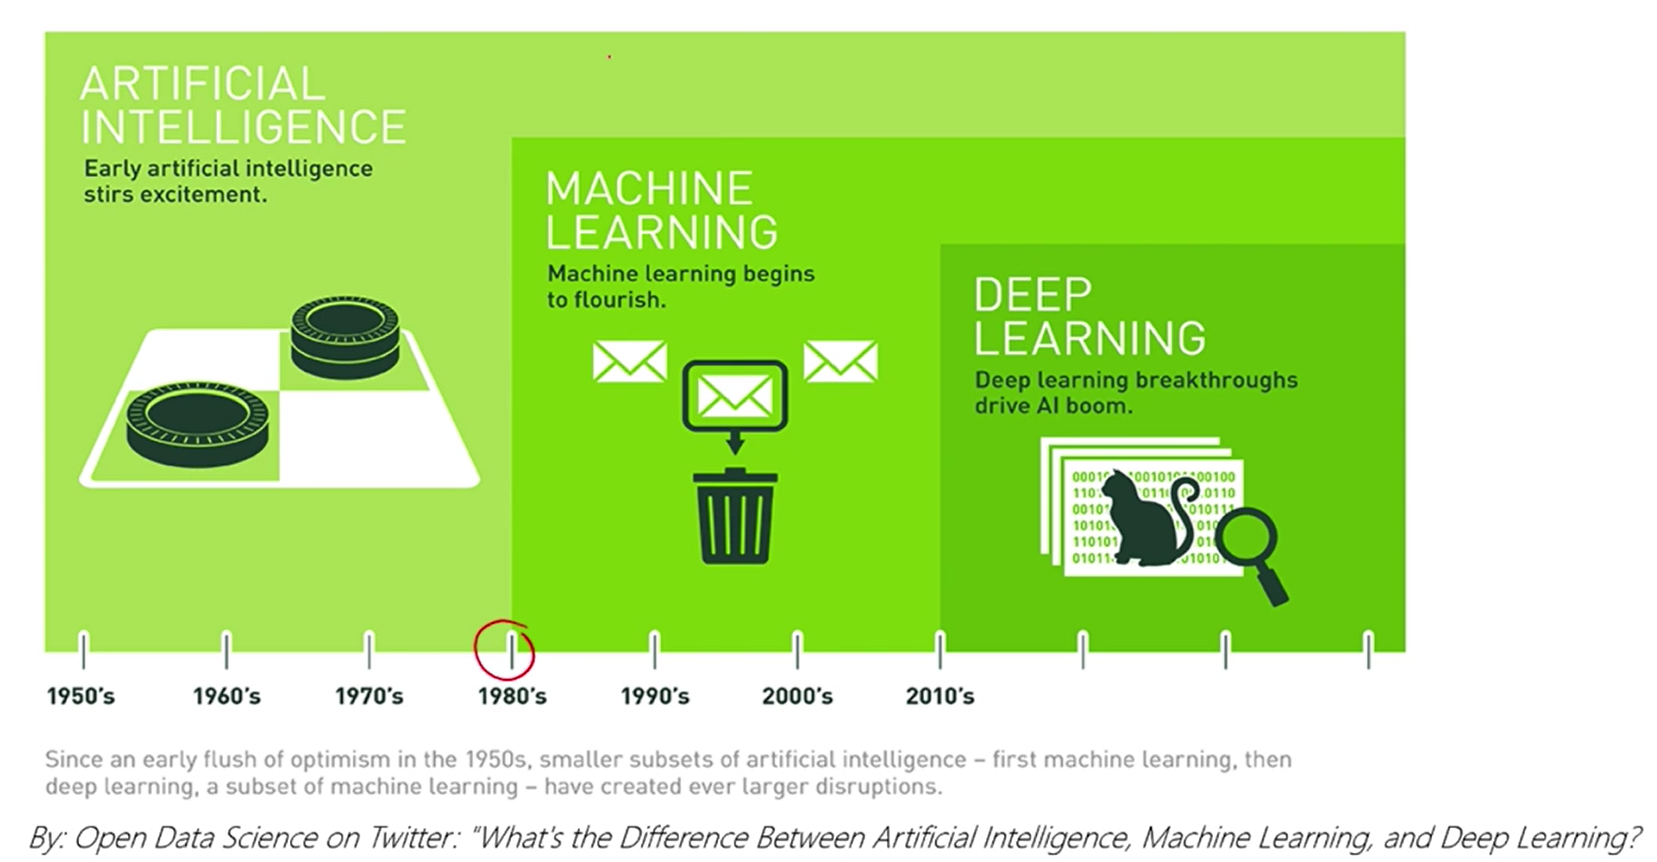 ARTIFICIAL
INTELLIGENCE
Early artificial intelligence
stirs excitement.
MACHINE
LEARNING
Machine learning begins
to flourish.
DEEP
LEARNING
Deep learning breakthroughs
drive AI boom.
1950's 1960's 1970's 1980's 1990's 2000's 2010's
Since an early flush of optimism in the 1950s, smaller subsets of artificial intelligence – first machine learning, then
deep learning, a subset of machine learning – have created ever larger disruptions.
By: Open Data Science on Twitter: "What's the Difference Between Artificial Intelligence, Machine Learning, and Deep Learning?